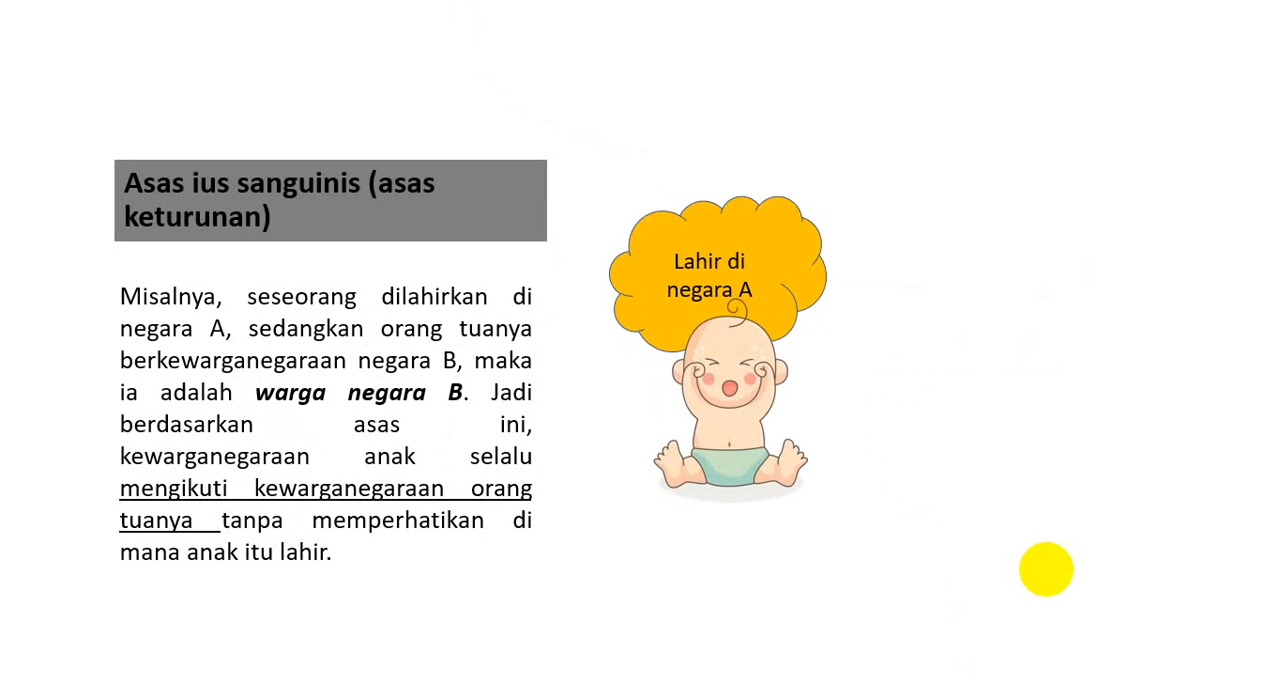 Asas ius sanguinis (asas
keturunan)
Misalnya, seseorang dilahirkan di
negara A, sedangkan orang tuanya
berkewarganegaraan negara B, maka
ia adalah warga negara B. Jadi
berdasarkan asas ini,
kewarganegaraan anak selalu
mengikuti kewarganegaraan orang
tuanya tanpa memperhatikan di
mana anak itu lahir.
Lahir di
negara A